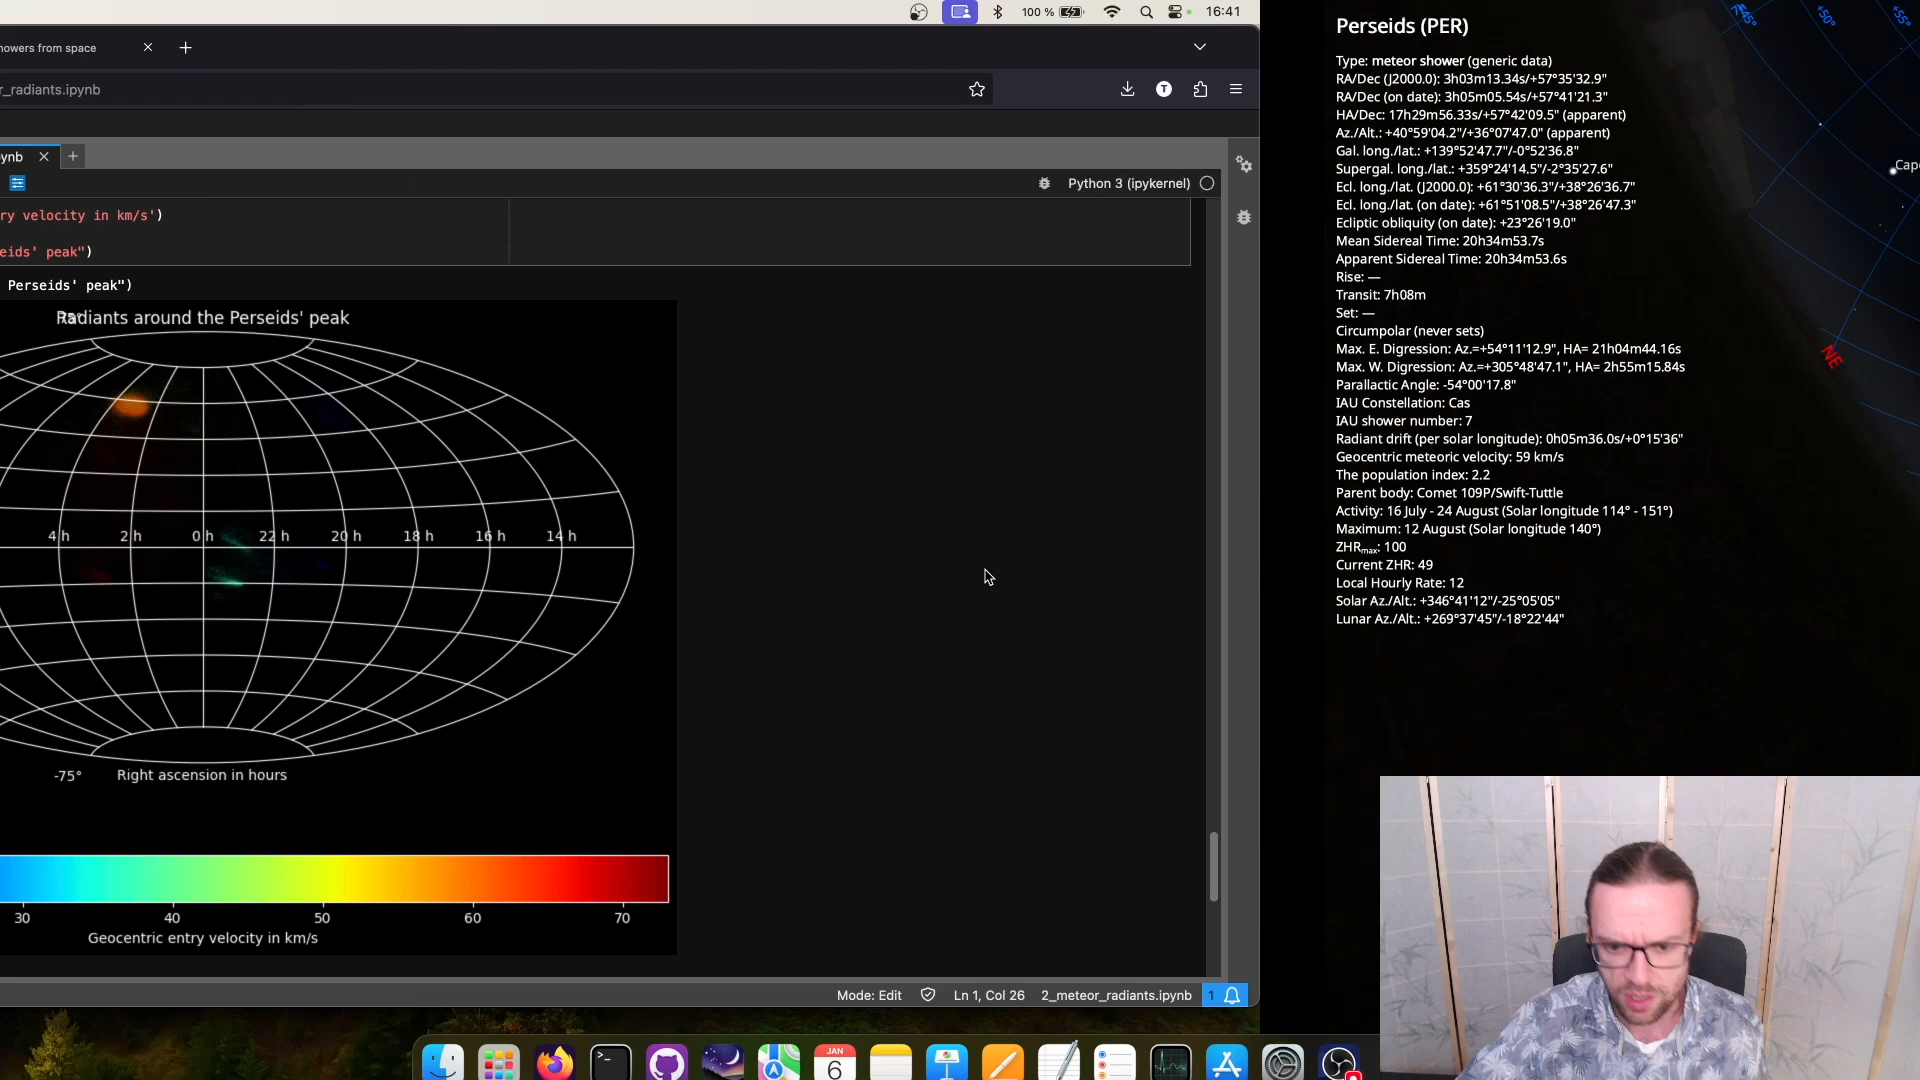 100 %
16:41
howers from space
r_radiants.ipynb
ynb
Python 3 (ipykernel)
ry velocity in km/s')
eids' peak")
Perseids' peak")
Radiants around the Perseids' peak
4 h 2 h 0 h 22 h 20 h 18 h 16 h 14 h
-75° Right ascension in hours
30 40 50 60 70
Geocentric entry velocity in km/s
Mode: Edit Ln 1, Col 26 2_meteor_radiants.ipynb 1
JAN
6
Perseids (PER)
Type: meteor shower (generic data)
RA/Dec (J2000.0): 3h03m13.34s/+57°35'32.9"
RA/Dec (on date): 3h05m05.54s/+57°41'21.3"
HA/Dec: 17h29m56.33s/+57°42'09.5" (apparent)
Az./Alt.: +40°59'04.2"/+36°07'47.0" (apparent)
Gal. long./lat.: +139°52'47.7"/-0°52'36.8"
Supergal. long./lat.: +359°24'14.5"/-2°35'27.6"
Ecl. long./lat. (J2000.0): +61°30'36.3"/+38°26'36.7"
Ecl. long./lat. (on date): +61°51'08.5"/+38°26'47.3"
Ecliptic obliquity (on date): +23°26'19.0"
Mean Sidereal Time: 20h34m53.7s
Apparent Sidereal Time: 20h34m53.6s
Rise: —
Transit: 7h08m
Set: —
Circumpolar (never sets)
Max. E. Digression: Az.=+54°11'12.9", HA= 21h04m44.16s
Max. W. Digression: Az.=+305°48'47.1", HA= 2h55m15.84s
Parallactic Angle: -54°00'17.8"
IAU Constellation: Cas
IAU shower number: 7
Radiant drift (per solar longitude): 0h05m36.0s/+0°15'36"
Geocentric meteoric velocity: 59 km/s
The population index: 2.2
Parent body: Comet 109P/Swift-Tuttle
Activity: 16 July - 24 August (Solar longitude 114° - 151°)
Maximum: 12 August (Solar longitude 140°)
ZHRmax: 100
Current ZHR: 49
Local Hourly Rate: 12
Solar Az./Alt.: +346°41'12"/-25°05'05"
Lunar Az./Alt.: +269°37'45"/-18°22'44"
+50°
+55°
Cap
NE